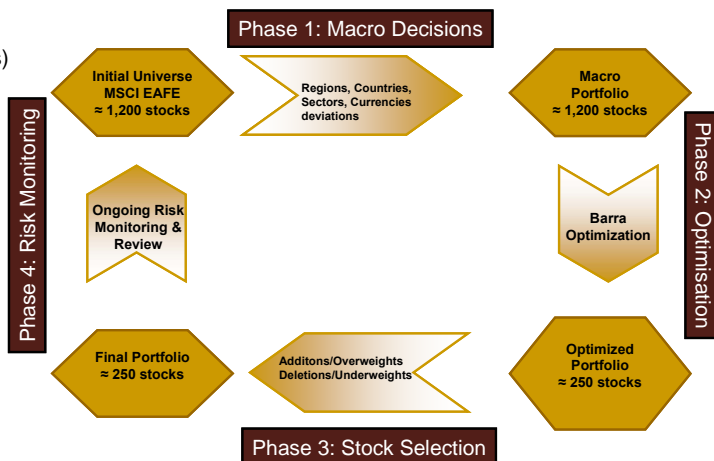 Phase 1: Macro Decisions
s)
Initial Universe
MSCI EAFE
≈ 1,200 stocks
Regions, Countries,
Sectors, Currencies
deviations
Macro
Portfolio
≈ 1,200 stocks
Phase 2: Optimisation
Barra
Optimization
Optimized
Portfolio
≈ 250 stocks
Phase 3: Stock Selection
Additons/Overweights
Deletions/Underweights
Final Portfolio
≈ 250 stocks
Phase 4: Risk Monitoring
Ongoing Risk
Monitoring &
Review